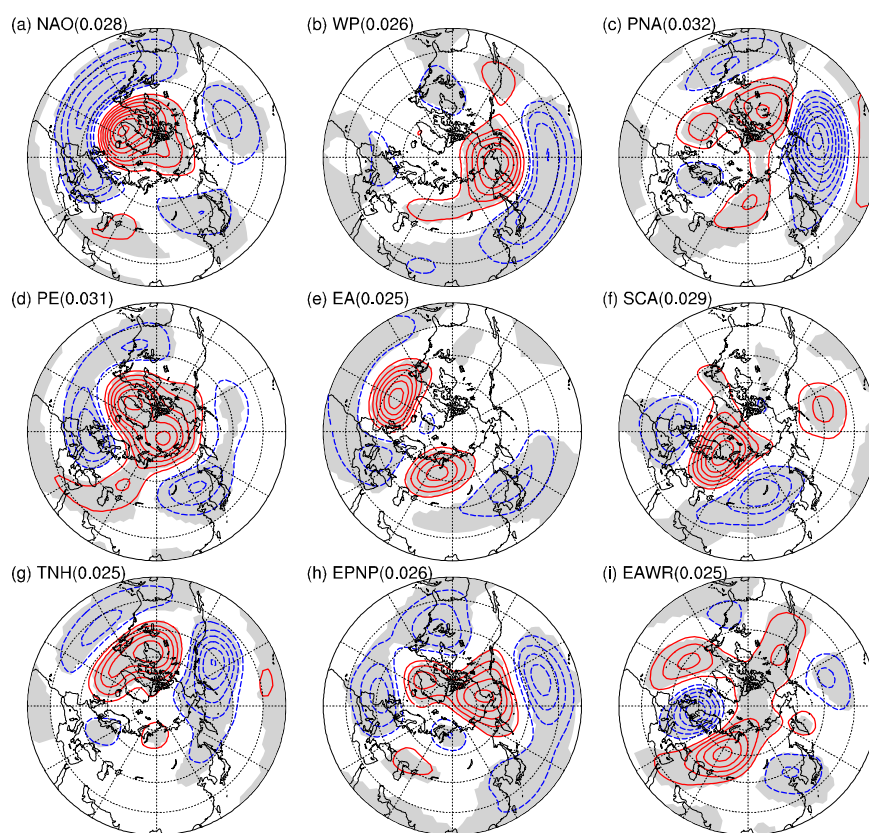 (a) NAO(0.028)
(b) WP(0.026)
(c) PNA(0.032)
(d) PE(0.031)
(e) EA(0.025)
(f) SCA(0.029)
(g) TNH(0.025)
(h) EPNP(0.026)
(i) EAWR(0.025)